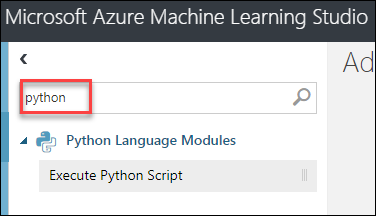 Microsoft Azure Machine Learning Studio
Ad
python
Python Language Modules
Execute Python Script